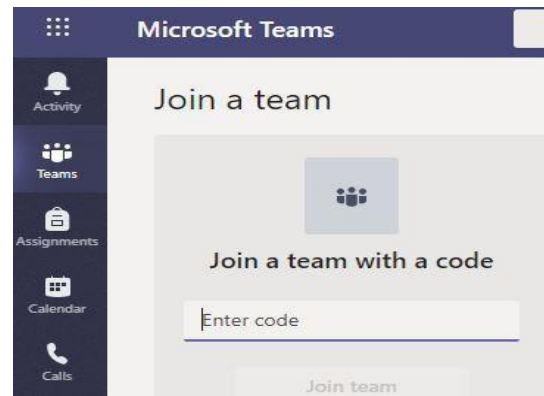 Microsoft Teams
Activity
Teams
Assignments
Calendar
Calls
Join a team
Join a team with a code
Enter code
Join team